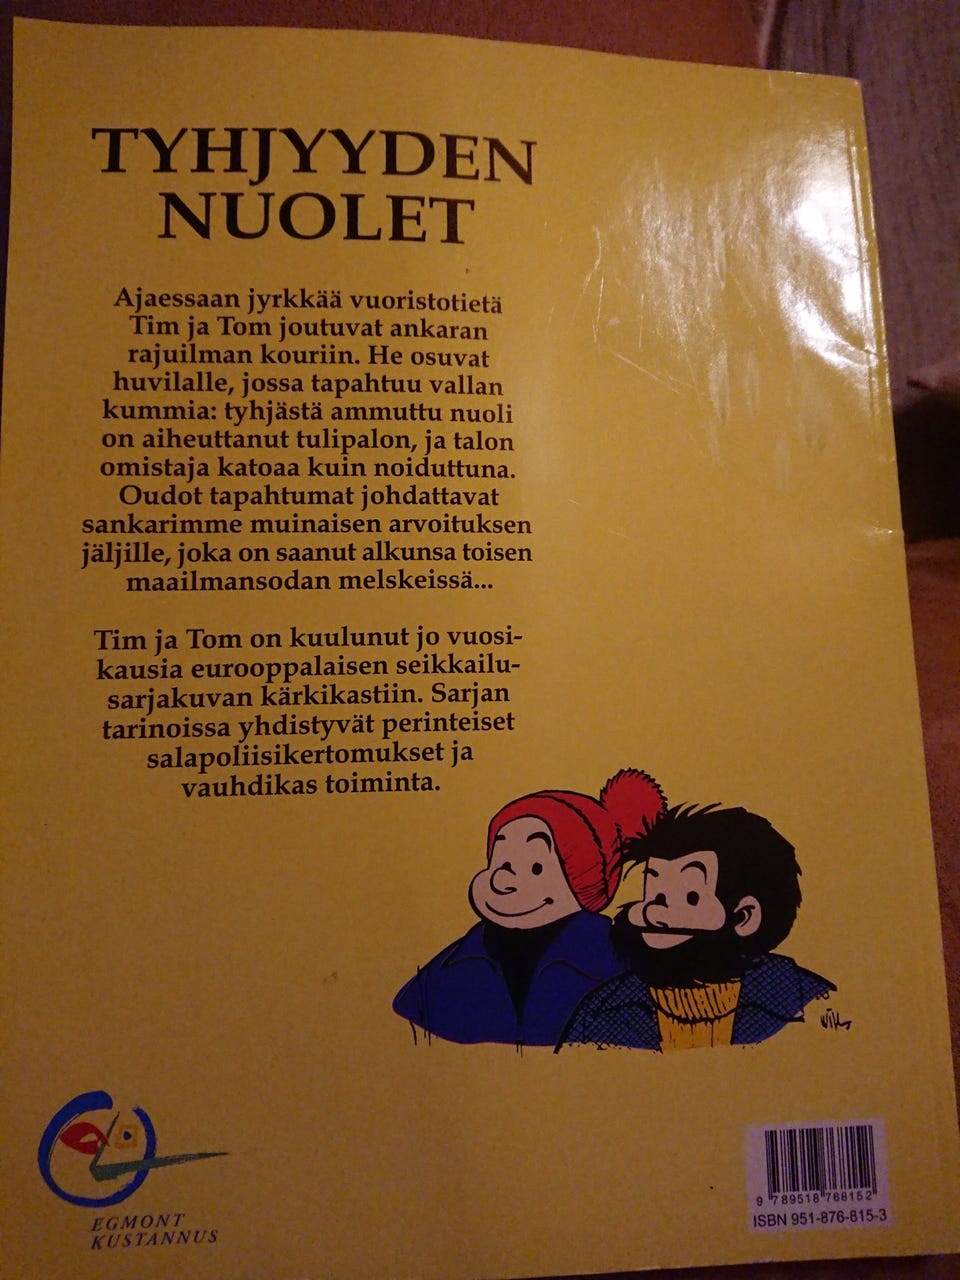 TYHJYYDEN
NUOLET
Ajaessaan jyrkkää vuoristotietä
Tim ja Tom joutuvat ankaran
rajuilman kouriin. He osuvat
huvilalle, jossa tapahtuu vallan
kummia: tyhjästä ammuttu nuoli
on aiheuttanut tulipalon, ja talon
omistaja katoaa kuin noiduttuna.
Oudot tapahtumat johdattavat
sankarimme muinaisen arvoituksen
jäljille, joka on saanut alkunsa toisen
maailmansodan melskeissä...
Tim ja Tom on kuulunut jo vuosi-
kausia eurooppalaisen seikkailu-
sarjakuvan kärkikastiin. Sarjan
tarinoissa yhdistyvät perinteiset
salapoliisikertomukset ja
vauhdikas toiminta.
EGMONT
KUSTANNUS
9 789518 768152
ISBN 951-876-815-3